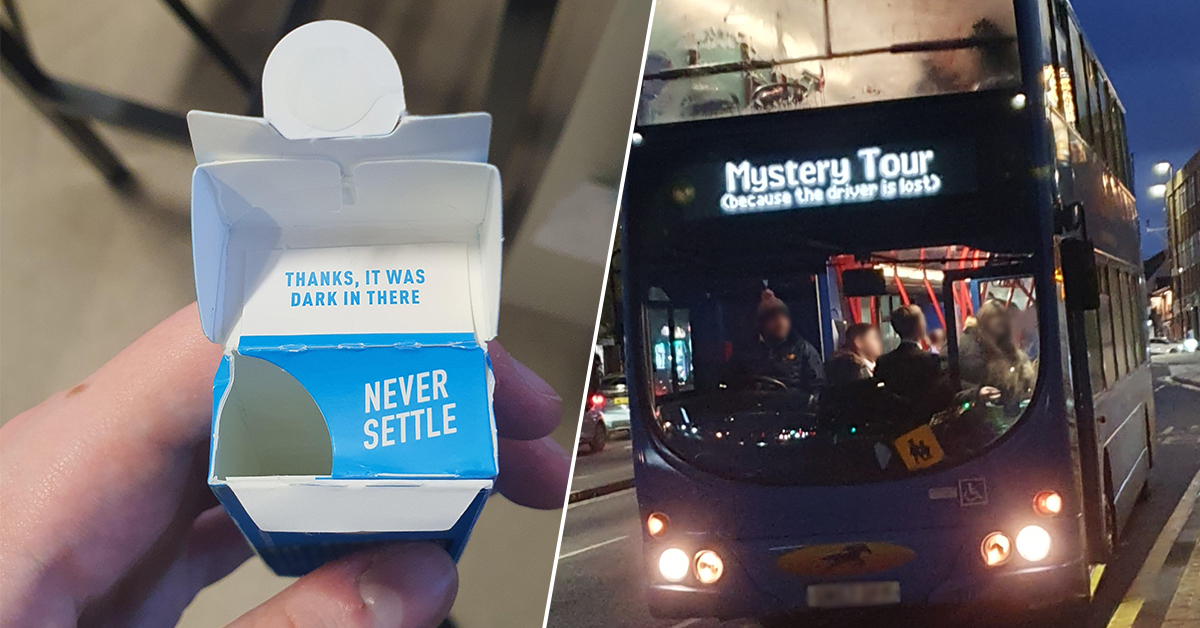 THANKS, IT WAS
DARK IN THERE
NEVER
SETTLE
Mystery Tour
(because the driver is lost)